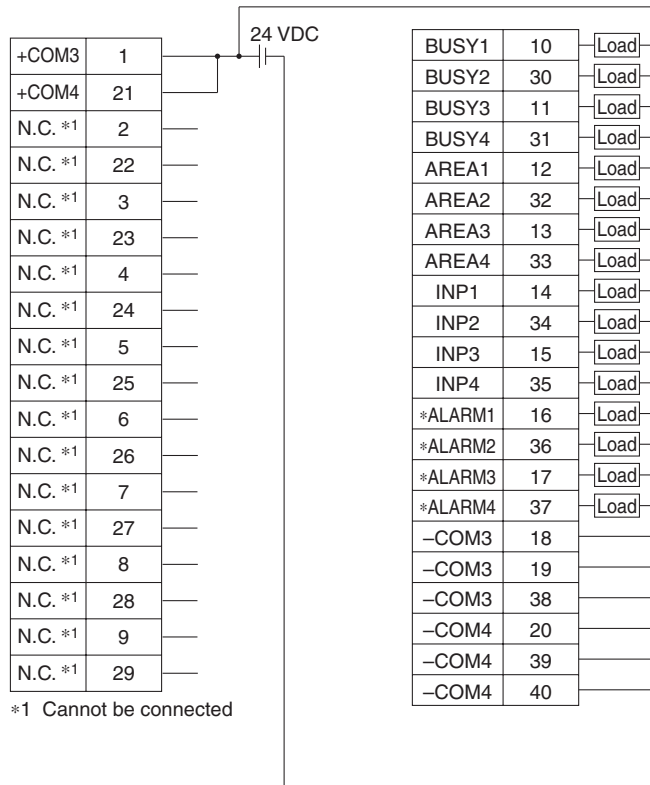 24 VDC
+COM3 1
+COM4 21
N.C. *1 2
N.C. *1 22
N.C. *1 3
N.C. *1 23
N.C. *1 4
N.C. *1 24
N.C. *1 5
N.C. *1 25
N.C. *1 6
N.C. *1 26
N.C. *1 7
N.C. *1 27
N.C. *1 8
N.C. *1 28
N.C. *1 9
N.C. *1 29
*1 Cannot be connected
BUSY1 10 Load
BUSY2 30 Load
BUSY3 11 Load
BUSY4 31 Load
AREA1 12 Load
AREA2 32 Load
AREA3 13 Load
AREA4 33 Load
INP1 14 Load
INP2 34 Load
INP3 15 Load
INP4 35 Load
*ALARM1 16 Load
*ALARM2 36 Load
*ALARM3 17 Load
*ALARM4 37 Load
–COM3 18
–COM3 19
–COM3 38
–COM4 20
–COM4 39
–COM4 40